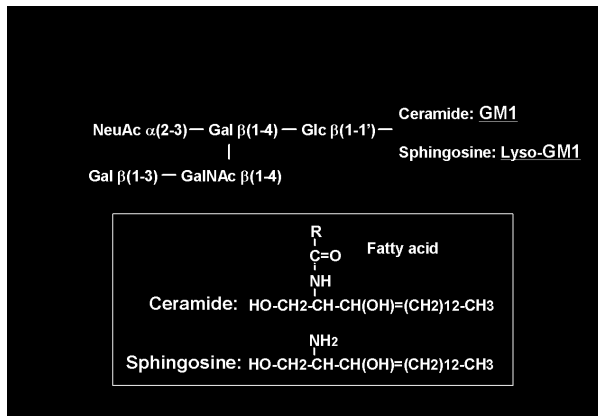 Ceramide: GM1
NeuAc α(2-3) — Gal β(1-4) — Glc β(1-1') —
Sphingosine: Lyso-GM1
Gal β(1-3) — GalNAc β(1-4)
R
C=O
Fatty acid
NH
Ceramide: HO-CH2-CH-CH(OH)=(CH2)12-CH3
NH2
Sphingosine: HO-CH2-CH-CH(OH)=(CH2)12-CH3